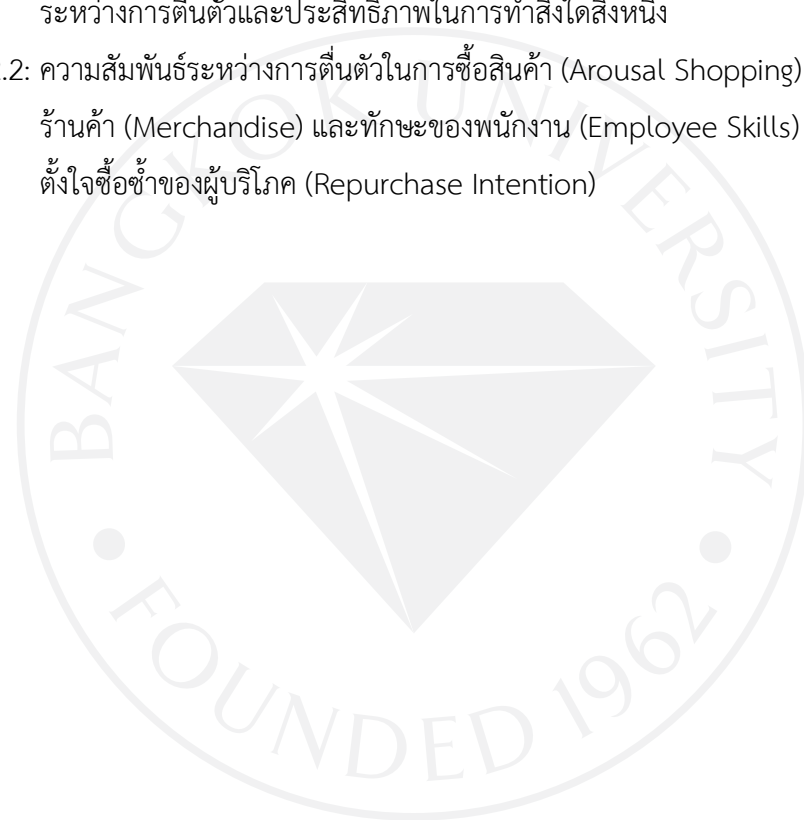 ระหว่างการตื่นตัวและประสิทธิภาพในการทำสิ่งใดสิ่งหนึ่ง
.2: ความสัมพันธ์ระหว่างการตื่นตัวในการซื้อสินค้า (Arousal Shopping)
ร้านค้า (Merchandise) และทักษะของพนักงาน (Employee Skills)
ตั้งใจซื้อซ้ำของผู้บริโภค (Repurchase Intention)
BANGKOK UNIVERSITY
• FOUNDED 1962 •